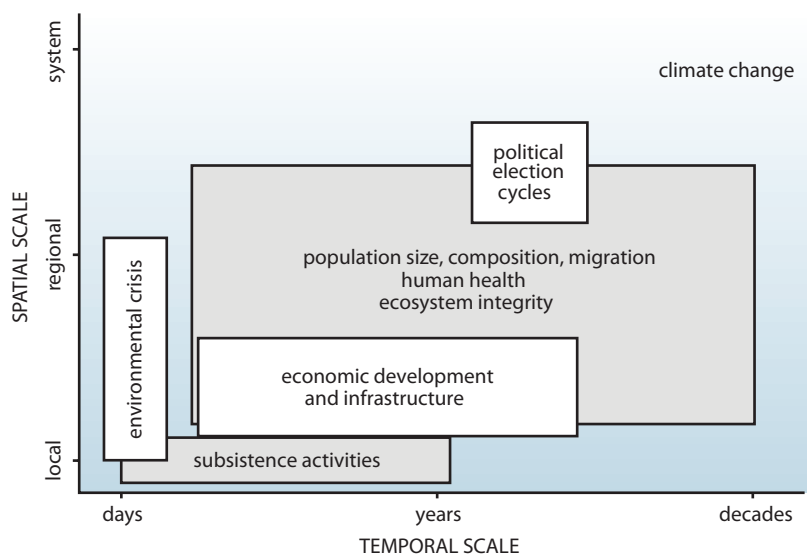 system
climate change
political
election
cycles
SPATIAL SCALE
regional
population size, composition, migration
human health
ecosystem integrity
environmental crisis
economic development
and infrastructure
local
subsistence activities
days
years
decades
TEMPORAL SCALE